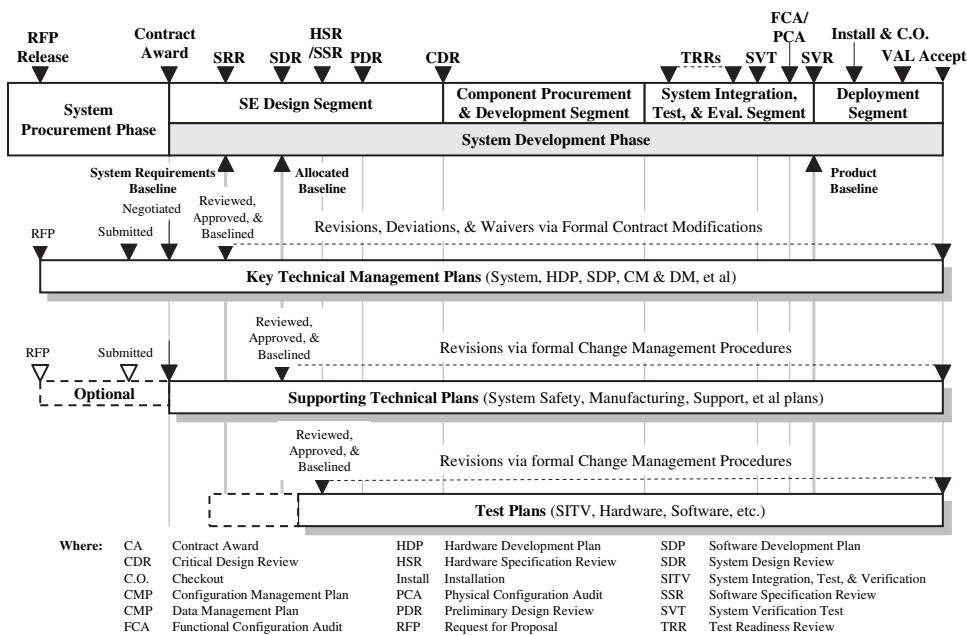 RFP
Release
Contract
Award
SRR
SDR
HSR
/SSR
PDR
CDR
TRRs
SVT
FCA/
PCA
SVR
Install & C.O.
VAL Accept
System
Procurement Phase
SE Design Segment
Component Procurement
& Development Segment
System Integration,
Test, & Eval. Segment
Deployment
Segment
System Development Phase
System Requirements
Baseline
Allocated
Baseline
Product
Baseline
RFP
Submitted
Negotiated
Reviewed,
Approved, &
Baselined
Revisions, Deviations, & Waivers via Formal Contract Modifications
Key Technical Management Plans (System, HDP, SDP, CM & DM, et al)
RFP
Submitted
Reviewed,
Approved, &
Baselined
Revisions via formal Change Management Procedures
Optional
Supporting Technical Plans (System Safety, Manufacturing, Support, et al plans)
Reviewed,
Approved, &
Baselined
Revisions via formal Change Management Procedures
Test Plans (SITV, Hardware, Software, etc.)
Where: CA Contract Award HDP Hardware Development Plan SDP Software Development Plan
CDR Critical Design Review HSR Hardware Specification Review SDR System Design Review
C.O. Checkout Install Installation SITV System Integration, Test, & Verification
CMP Configuration Management Plan PCA Physical Configuration Audit SSR Software Specification Review
CMP Data Management Plan PDR Preliminary Design Review SVT System Verification Test
FCA Functional Configuration Audit RFP Request for Proposal TRR Test Readiness Review